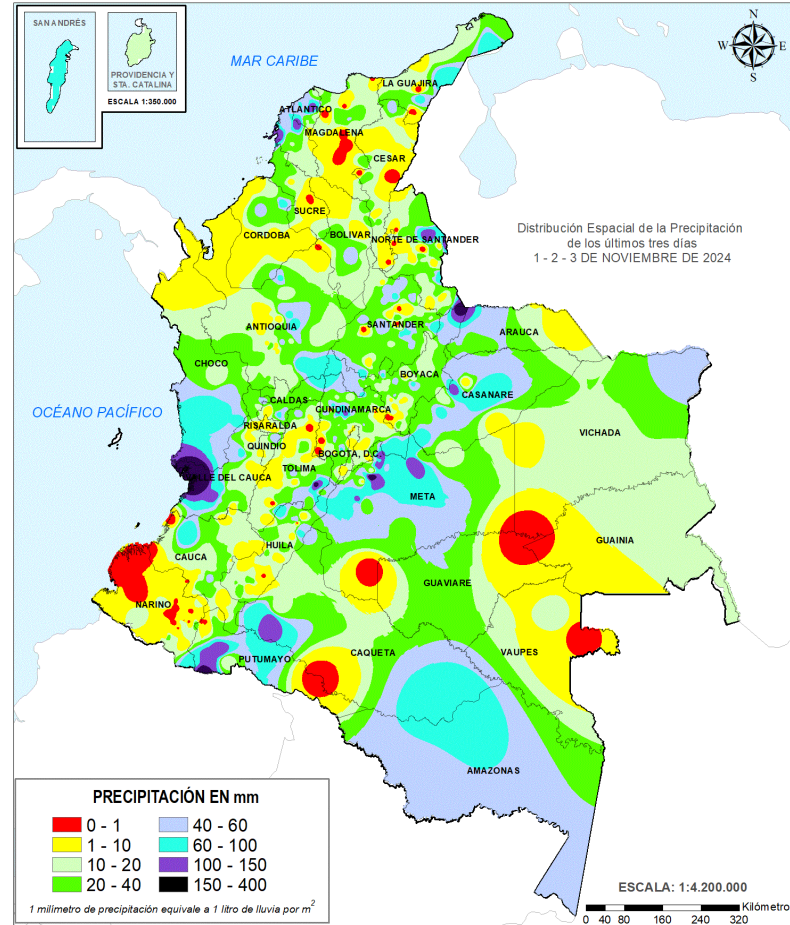 SAN ANDRÉS
PROVIDENCIA Y
STA. CATALINA
ESCALA 1:350.000
MAR CARIBE
N
W
E
S
LA GUAJIRA
ATLANTICO
MAGDALENA
CESAR
SUCRE
CORDOBA
BOLIVAR
NORTE DE SANTANDER
Distribución Espacial de la Precipitación
de los últimos tres días
1 - 2 - 3 DE NOVIEMBRE DE 2024
ANTIOQUIA
SANTANDER
ARAUCA
CHOCO
BOYACA
CASANARE
OCÉANO PACÍFICO
CALDAS
CUNDINAMARCA
RISARALDA
VICHADA
QUINDIO
BOGOTA, D.C.
TOLIMA
VALLE DEL CAUCA
META
GUAINIA
CAUCA
HUILA
GUAVIARE
NARIÑO
PUTUMAYO
CAQUETA
VAUPES
AMAZONAS
PRECIPITACIÓN EN mm
0 - 1
40 - 60
1 - 10
60 - 100
10 - 20
100 - 150
20 - 40
150 - 400
1 milímetro de precipitación equivale a 1 litro de lluvia por m²
ESCALA: 1:4.200.000
Kilómetro
0 40 80 160 240 320